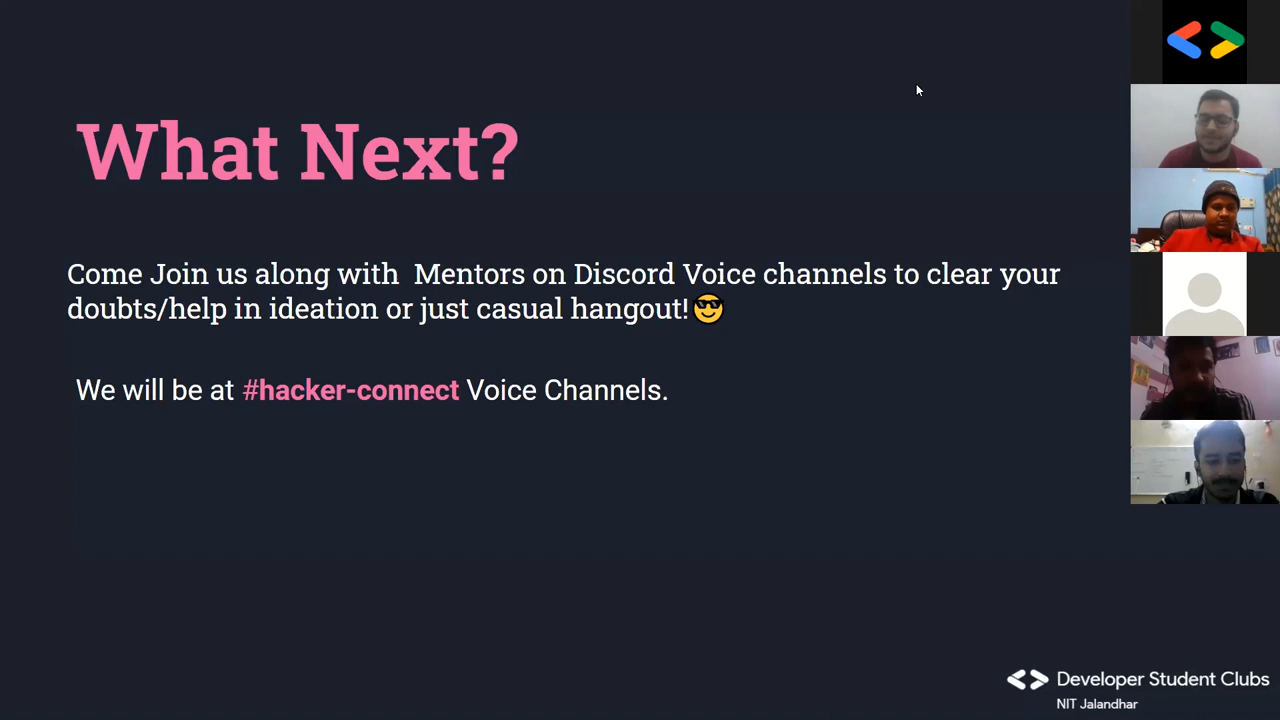 What Next?
Come Join us along with Mentors on Discord Voice channels to clear your
doubts/help in ideation or just casual hangout!😎
We will be at #hacker-connect Voice Channels.
Developer Student Clubs
NIT Jalandhar